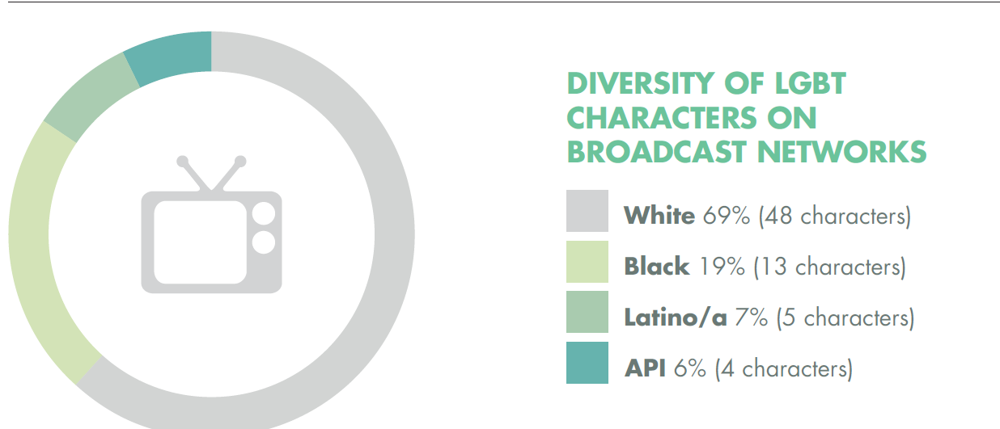 DIVERSITY OF LGBT
CHARACTERS ON
BROADCAST NETWORKS
White 69% (48 characters)
Black 19% (13 characters)
Latino/a 7% (5 characters)
API 6% (4 characters)